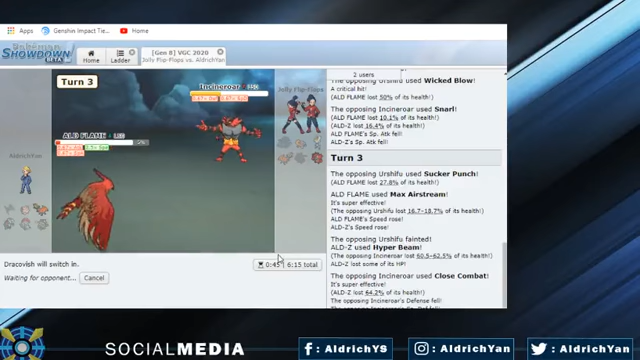 Apps
Genshin Impact Tie...
Home
SHOWDOWN!
BETA
Home
Ladder
[Gen 8] VGC 2020
Jolly Flip-Flaps vs. AldrichYan
2 users
Turn 3
Incineroar L50
Jolly Flip-Flaps
ALD FLAME L50
AldrichYan
The opposing Urshifu used Wicked Blow!
A critical hit!
(ALD FLAME lost 50% of its health!)
The opposing Incineroar used Snarl!
(ALD FLAME lost 10.1% of its health!)
(ALD-Z lost 16.4% of its health!)
ALD FLAME's Sp. Atk fell!
ALD-Z's Sp. Atk fell!
Turn 3
The opposing Urshifu used Sucker Punch!
(ALD FLAME lost 27.8% of its health!)
ALD FLAME used Max Airstream!
It's super effective!
(The opposing Urshifu lost 16.7–18.7% of its health!)
ALD FLAME's Speed rose!
ALD-Z's Speed rose!
The opposing Urshifu fainted!
ALD-Z used Hyper Beam!
(The opposing Incineroar lost 60.5–62.5% of its health!)
ALD-Z lost some of its HP!
The opposing Incineroar used Close Combat!
It's super effective!
(ALD-Z lost 64.2% of its health!)
The opposing Incineroar's Defense fell!
Dracovish will switch in.
0:45 | 6:15 total
Waiting for opponent...
Cancel
SOCIALMEDIA
: AldrichYS
: AldrichYan
: AldrichYan